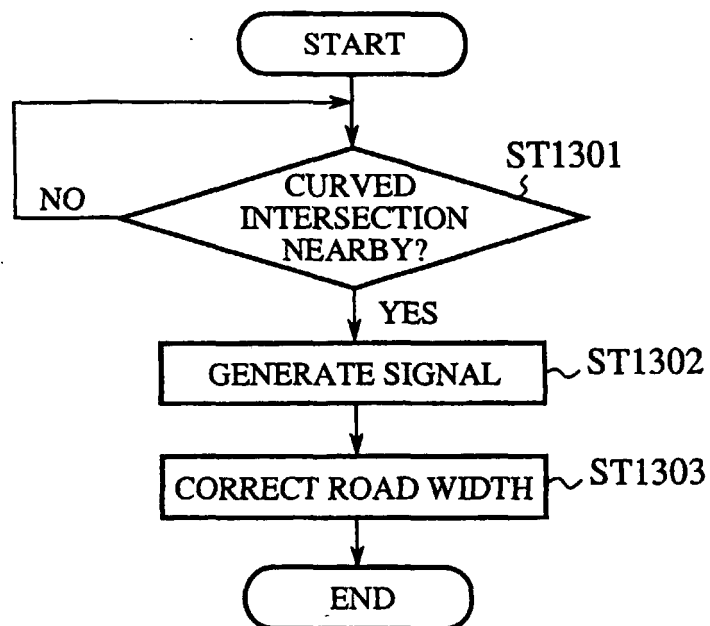 START
ST1301
CURVED
INTERSECTION
NEARBY?
NO
YES
GENERATE SIGNAL
ST1302
CORRECT ROAD WIDTH
ST1303
END